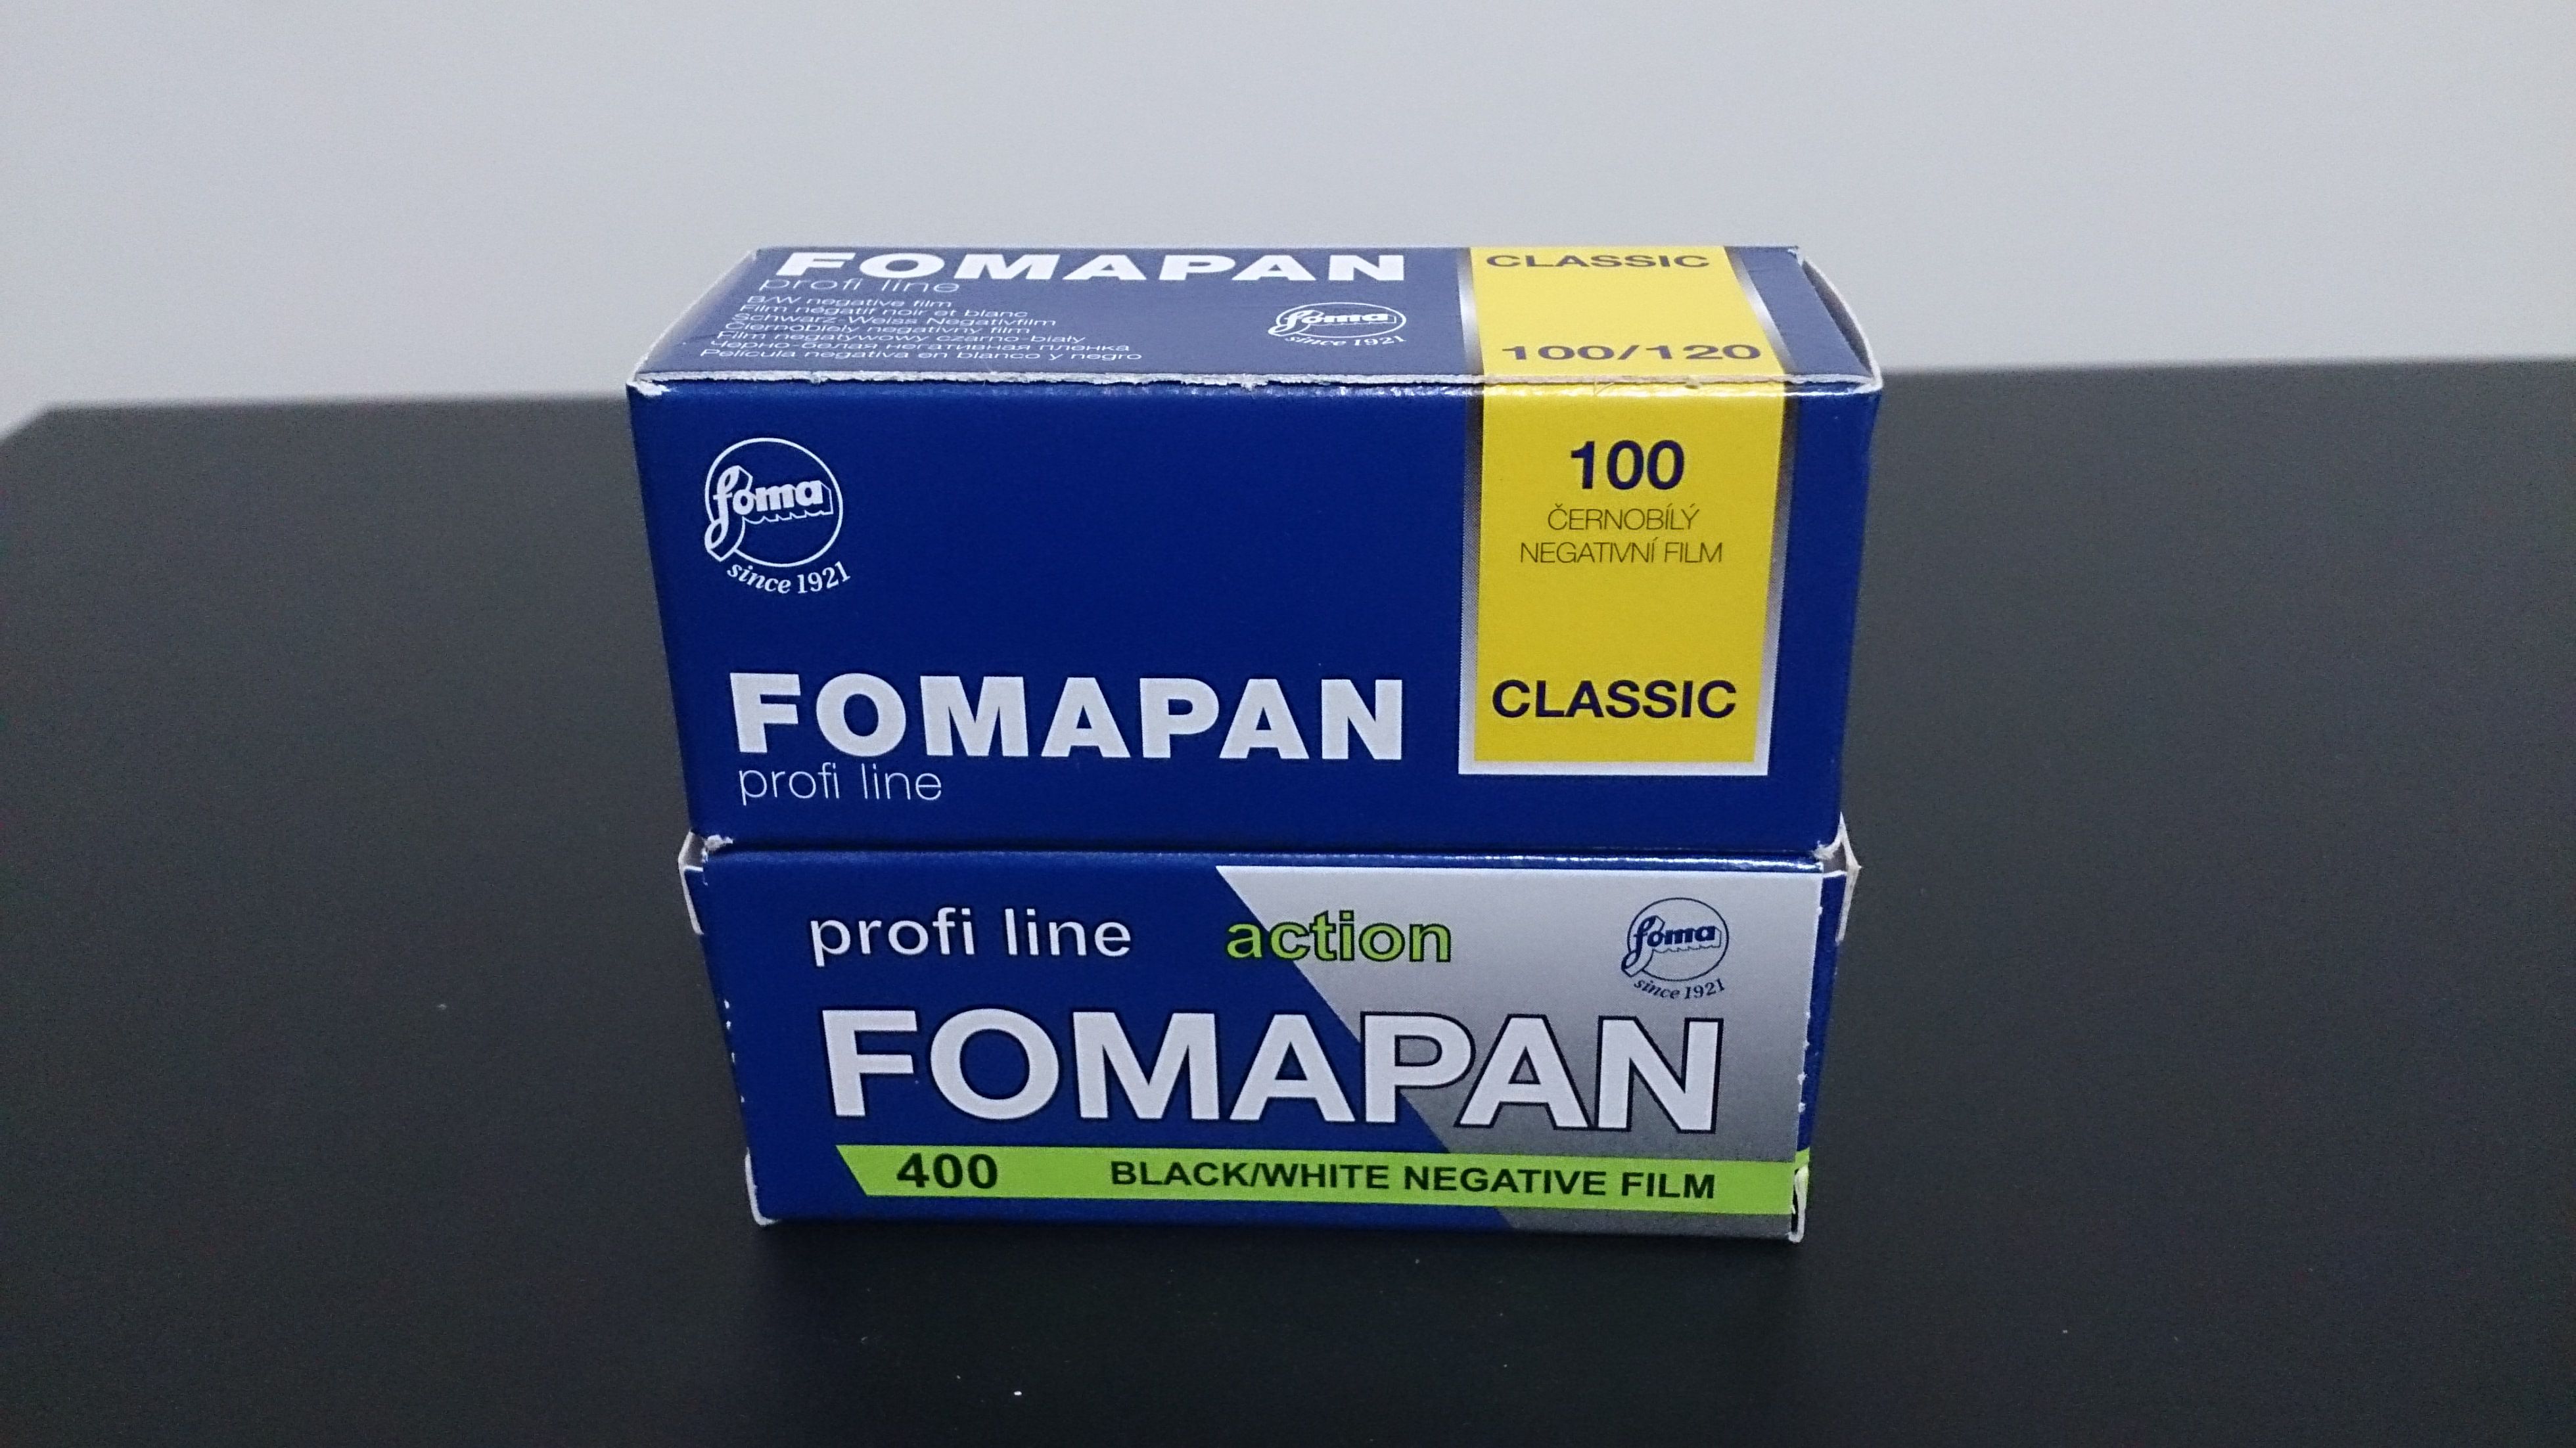 FOMAPAN
profi line
B/W negative film
Film négatif noir et blanc
Schwarz-Weiss Negativfilm
Čiernobiely negatívny film
Film negatywowy czarno-biały
Черно-белая негативная пленка
Película negativa en blanco y negro
foma
since 1921
CLASSIC
100/120
foma
since 1921
FOMAPAN
profi line
100
ČERNOBÍLÝ
NEGATIVNÍ FILM
CLASSIC
profi line action
foma
since 1921
FOMAPAN
400 BLACK/WHITE NEGATIVE FILM